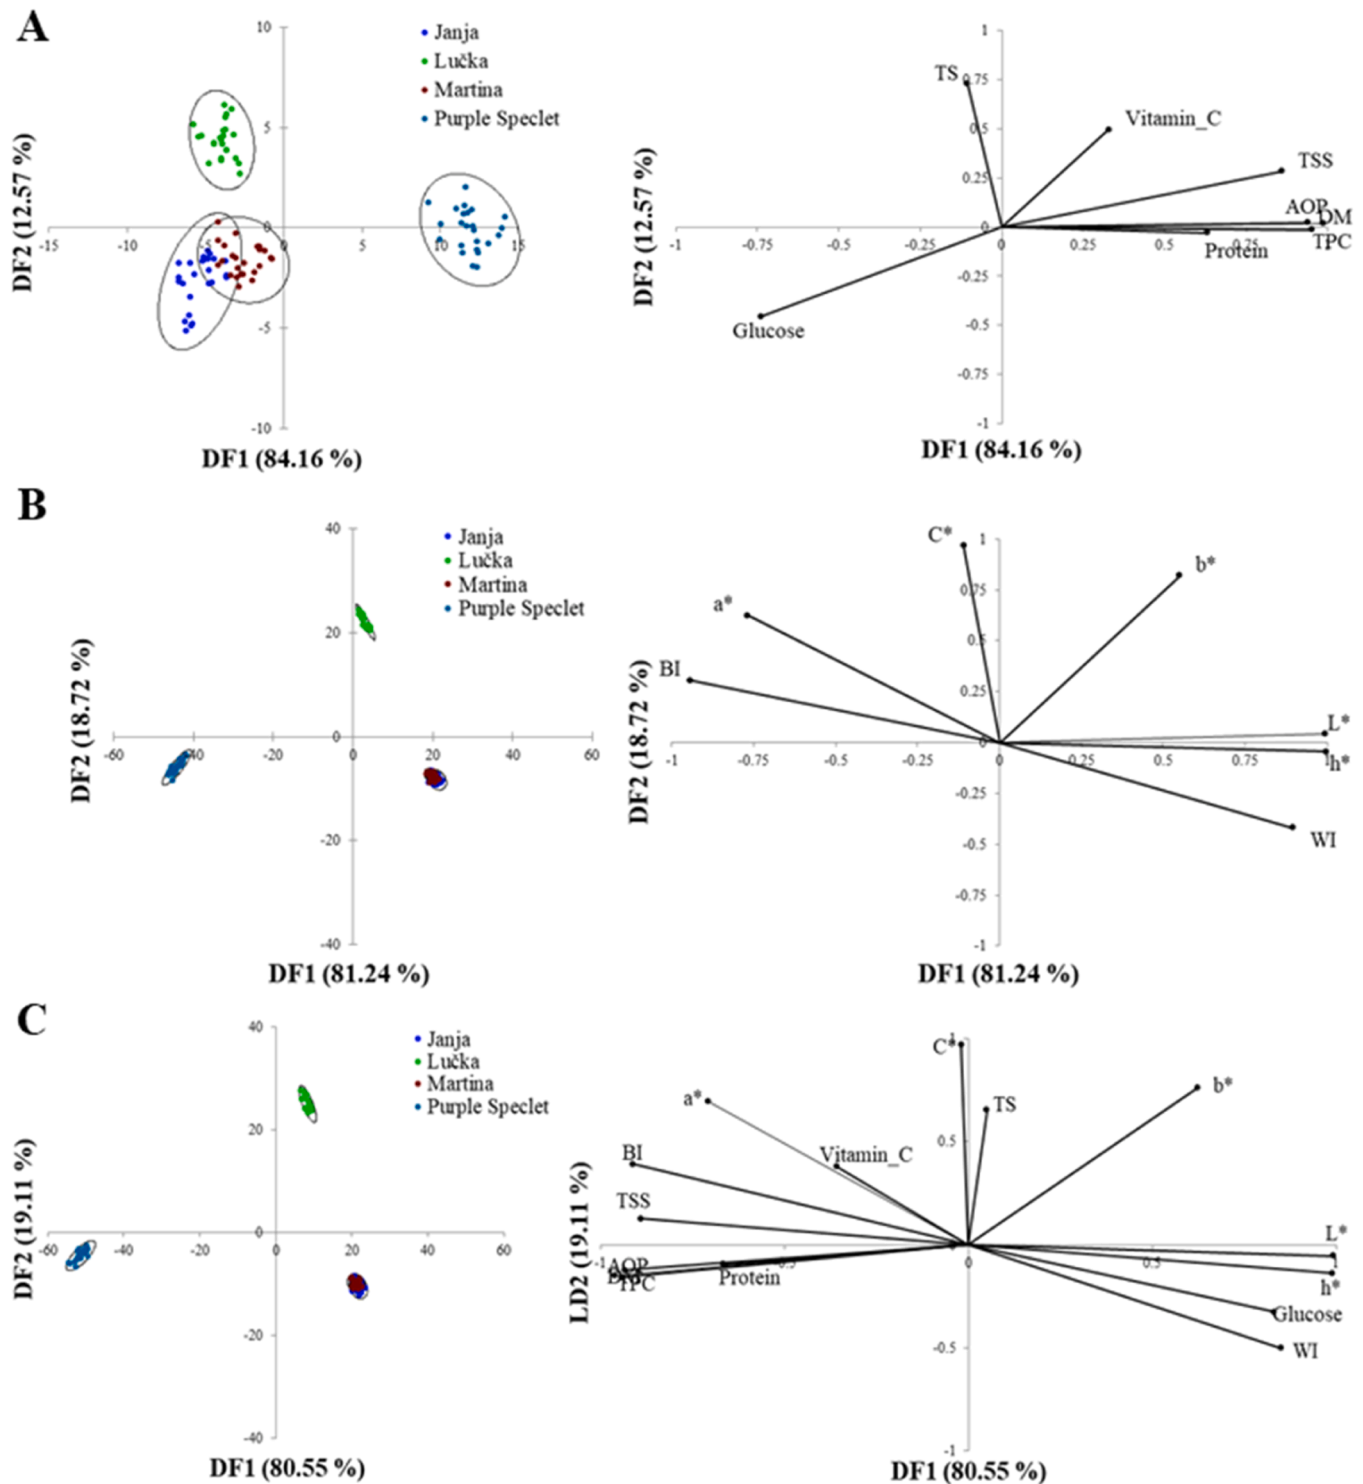 A
10
5
0
-5
-10
-15
-10
-5
0
5
10
15
Janja
Lučka
Martina
Purple Speclet
DF2 (12.57 %)
DF1 (84.16 %)
1
0.75
0.5
0.25
0
-0.25
-0.5
-0.75
-1
-1
-0.75
-0.5
-0.25
0
0.25
0.5
0.75
TS
Vitamin_C
TSS
AOP
DM
TPC
Protein
Glucose
DF2 (12.57 %)
DF1 (84.16 %)
B
40
20
0
-20
-40
-60
-40
-20
0
20
40
60
Janja
Lučka
Martina
Purple Speclet
DF2 (18.72 %)
DF1 (81.24 %)
1
0.75
0.5
0.25
0
-0.25
-0.5
-0.75
-1
-1
-0.75
-0.5
-0.25
0
0.25
0.5
0.75
C*
b*
a*
BI
L*
h*
WI
DF2 (18.72 %)
DF1 (81.24 %)
C
40
20
0
-20
-40
-60
-40
-20
0
20
40
60
Janja
Lučka
Martina
Purple Speclet
DF2 (19.11 %)
DF1 (80.55 %)
1
0.5
0
-0.5
-1
-1
0.5
1
C*
b*
a*
TS
Vitamin_C
BI
TSS
AOP
TPC
Protein
L*
h*
Glucose
WI
LD2 (19.11 %)
DF1 (80.55 %)